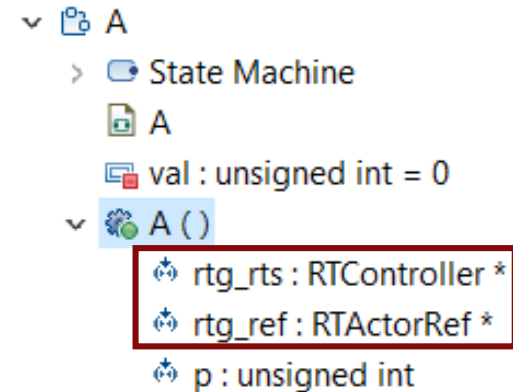 A
State Machine
A
val : unsigned int = 0
A ( )
rtg_rts : RTController *
rtg_ref : RTActorRef *
p : unsigned int